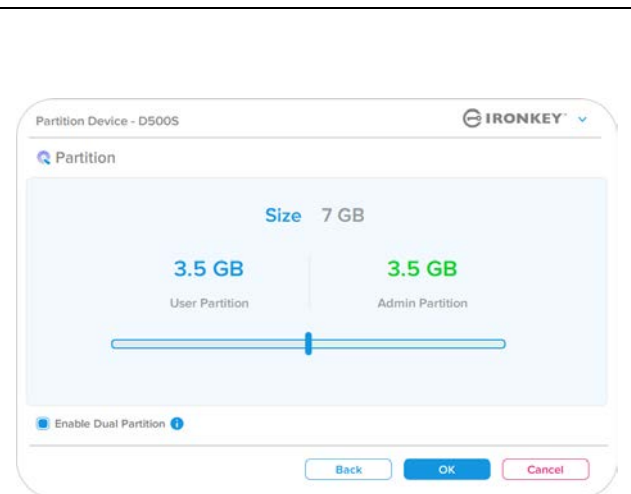 Partition Device - D500S
IRONKEY
Partition
Size 7 GB
3.5 GB 3.5 GB
User Partition Admin Partition
Enable Dual Partition
Back OK Cancel